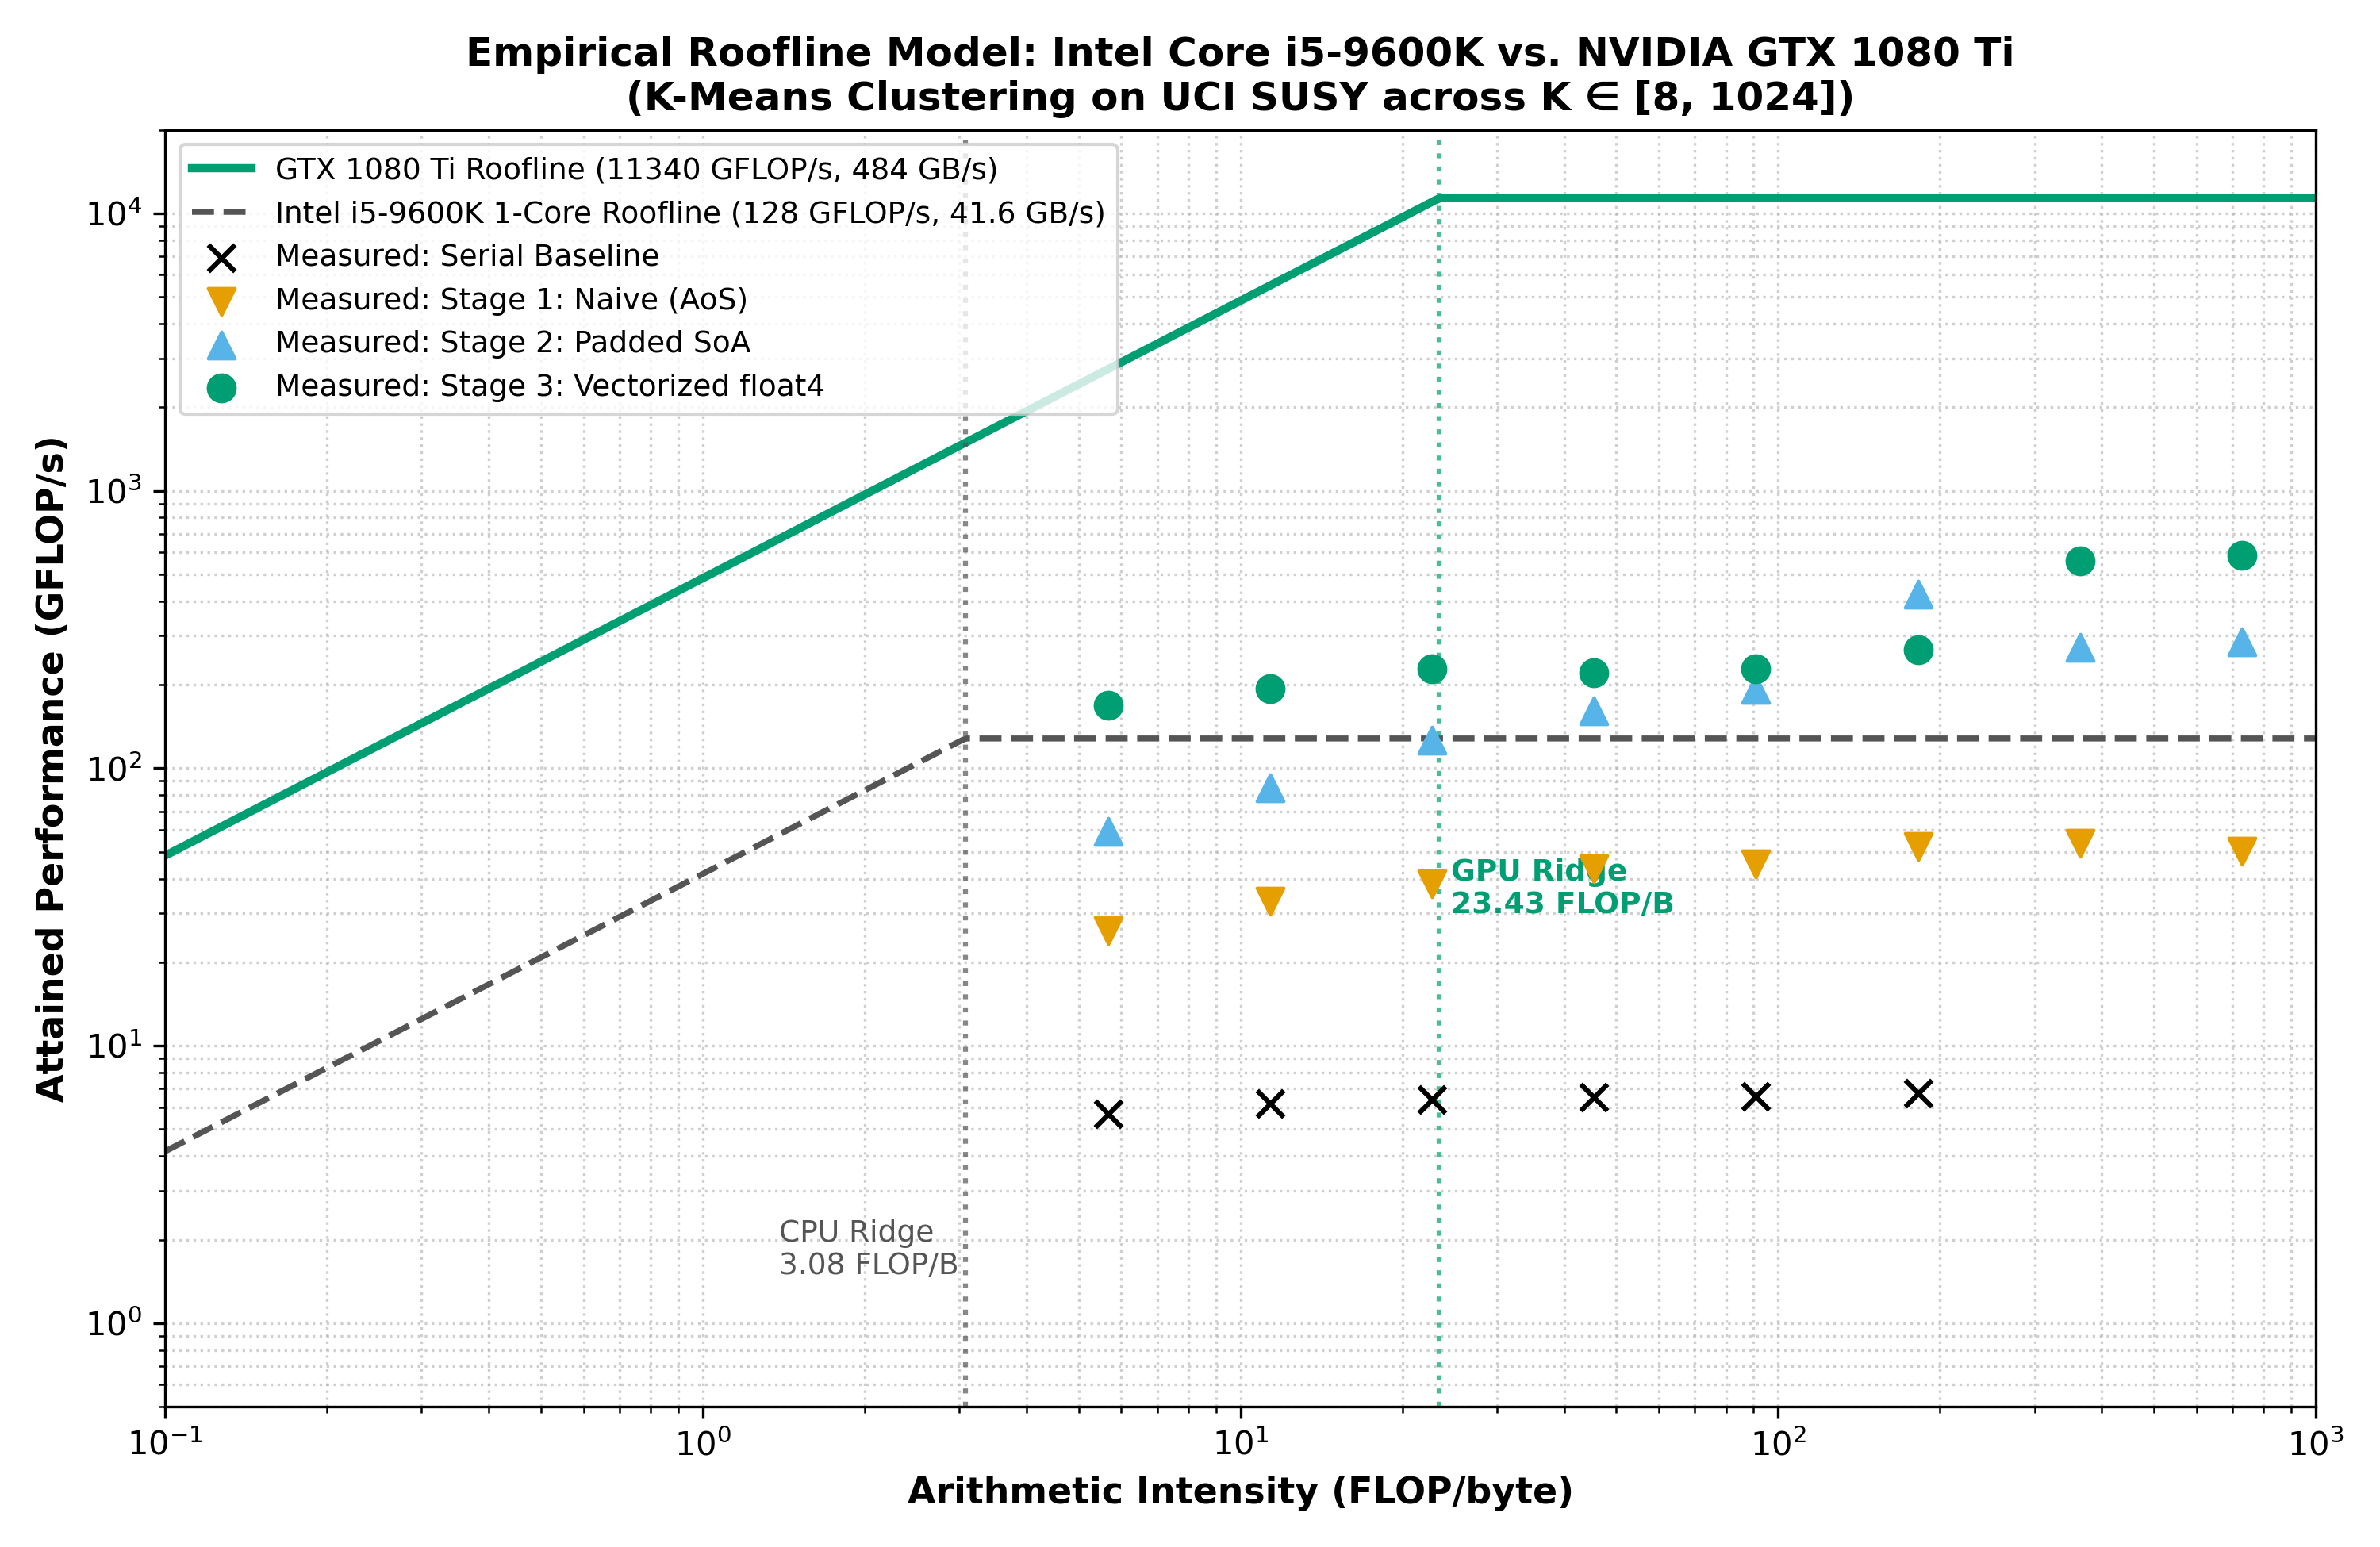 Empirical Roofline Model: Intel Core i5-9600K vs. NVIDIA GTX 1080 Ti
(K-Means Clustering on UCI SUSY across K ∈ [8, 1024])
GTX 1080 Ti Roofline (11340 GFLOP/s, 484 GB/s)
Intel i5-9600K 1-Core Roofline (128 GFLOP/s, 41.6 GB/s)
Measured: Serial Baseline
Measured: Stage 1: Naive (AoS)
Measured: Stage 2: Padded SoA
Measured: Stage 3: Vectorized float4
Attained Performance (GFLOP/s)
10⁴
10³
10²
10¹
10⁰
GPU Ridge
23.43 FLOP/B
CPU Ridge
3.08 FLOP/B
10⁻¹ 10⁰ 10¹ 10² 10³
Arithmetic Intensity (FLOP/byte)